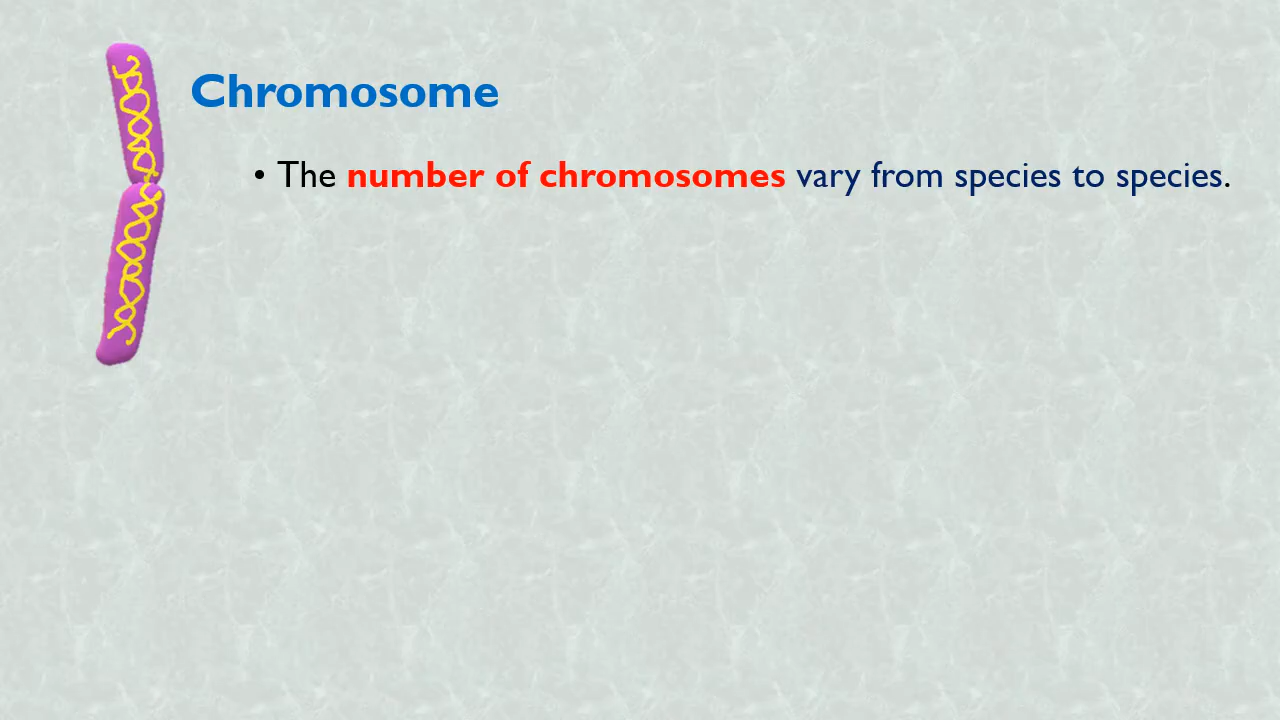 Chromosome
• The number of chromosomes vary from species to species.